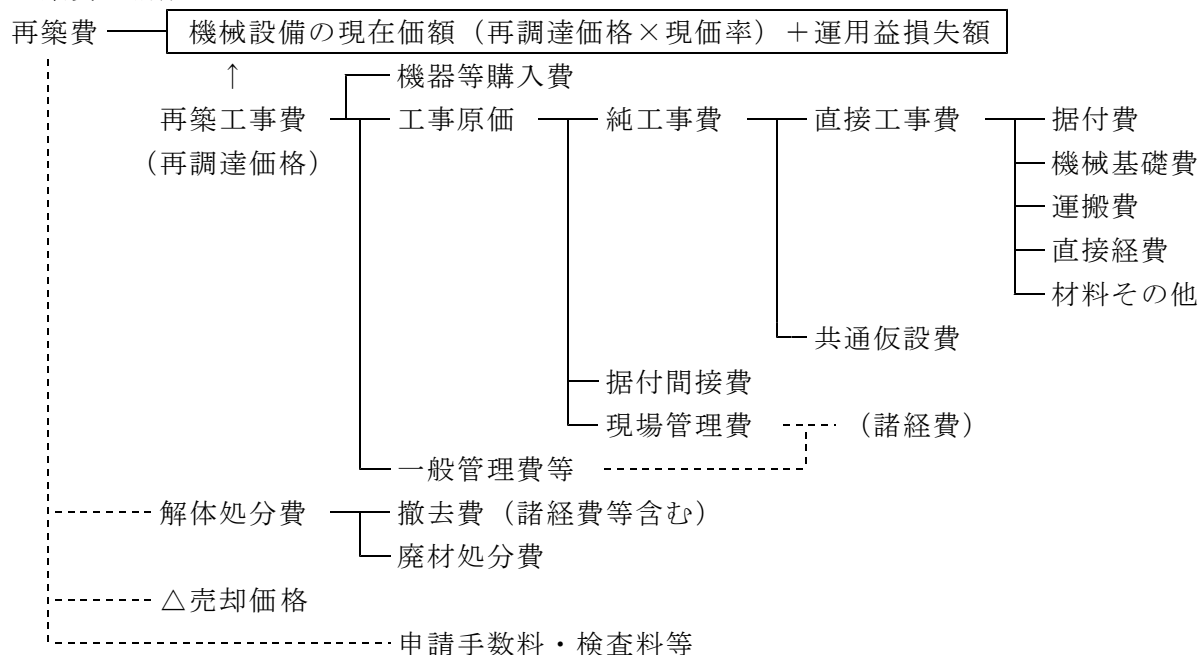 再築費 機械設備の現在価額（再調達価格×現価率）＋運用益損失額
↑
機器等購入費
再築工事費 工事原価 純工事費 直接工事費 据付費
（再調達価格） 機械基礎費
運搬費
直接経費
材料その他
共通仮設費
据付間接費
現場管理費 （諸経費）
一般管理費等
解体処分費 撤去費（諸経費等含む）
廃材処分費
△売却価格
申請手数料・検査料等